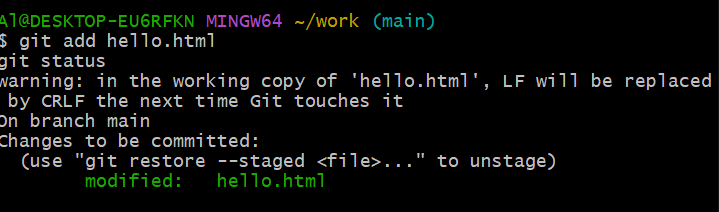 Al@DESKTOP-EU6RFKN MINGW64 ~/work (main)
$ git add hello.html
git status
warning: in the working copy of 'hello.html', LF will be replaced
by CRLF the next time Git touches it
On branch main
Changes to be committed:
  (use "git restore --staged <file>..." to unstage)
        modified:   hello.html